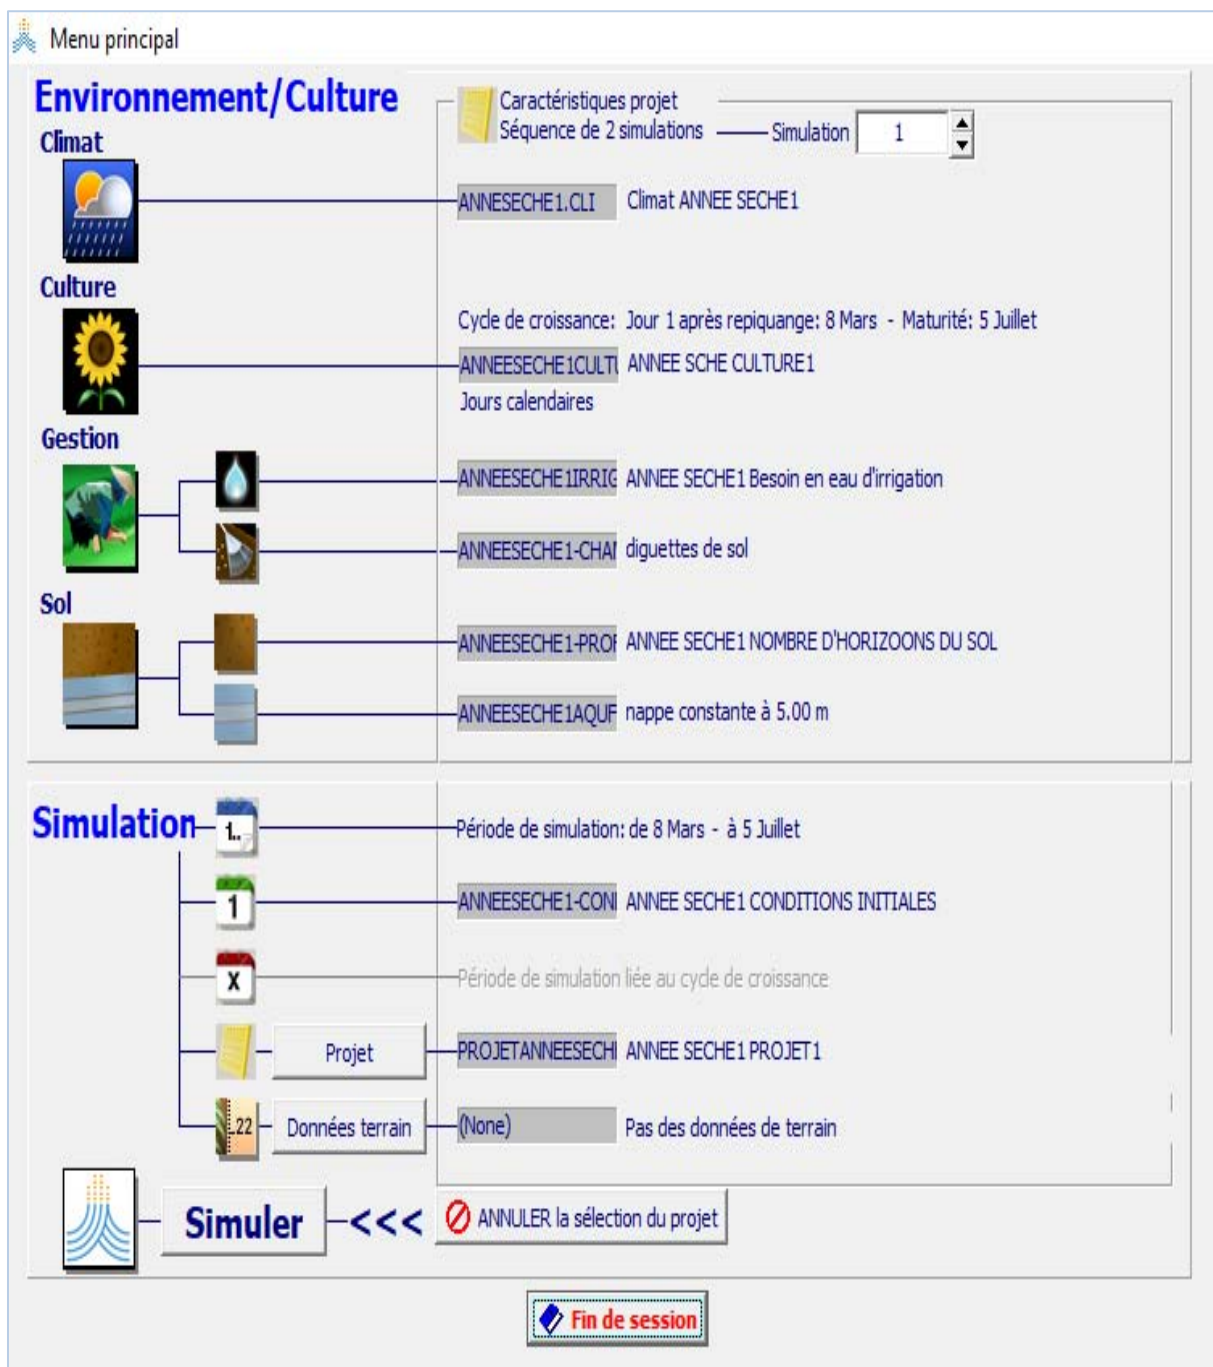 Menu principal
Environnement/Culture
Caractéristiques projet
Séquence de 2 simulations
Simulation 1
Climat
ANNESECHE1.CLI Climat ANNEE SECHE1
Culture
Cycle de croissance: Jour 1 après repiquange: 8 Mars - Maturité: 5 Juillet
ANNEESECHE1CULTU ANNEE SCHE CULTURE1
Jours calendaires
Gestion
ANNEESECHE1IRRIG ANNEE SECHE1 Besoin en eau d'irrigation
ANNEESECHE1-CHAM diguettes de sol
Sol
ANNEESECHE1-PROF ANNEE SECHE1 NOMBRE D'HORIZOONS DU SOL
ANNEESECHE1AQUF nappe constante à 5.00 m
Simulation
1..
Période de simulation: de 8 Mars - à 5 Juillet
1
ANNEESECHE1-CON ANNEE SECHE1 CONDITIONS INITIALES
X
Période de simulation liée au cycle de croissance
Projet PROJETANNEESECH ANNEE SECHE1 PROJET1
.22 Données terrain (None) Pas des données de terrain
Simuler <<< ANNULER la sélection du projet
Fin de session